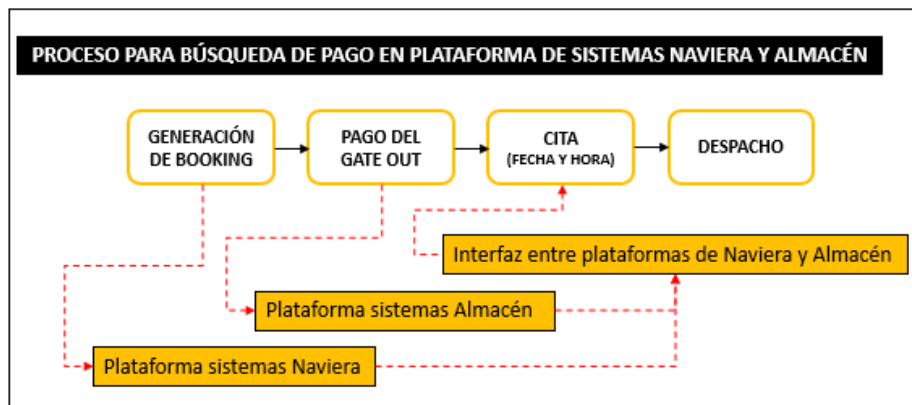 PROCESO PARA BÚSQUEDA DE PAGO EN PLATAFORMA DE SISTEMAS NAVIERA Y ALMACÉN
GENERACIÓN
DE BOOKING
PAGO DEL
GATE OUT
CITA
(FECHA Y HORA)
DESPACHO
Interfaz entre plataformas de Naviera y Almacén
Plataforma sistemas Almacén
Plataforma sistemas Naviera